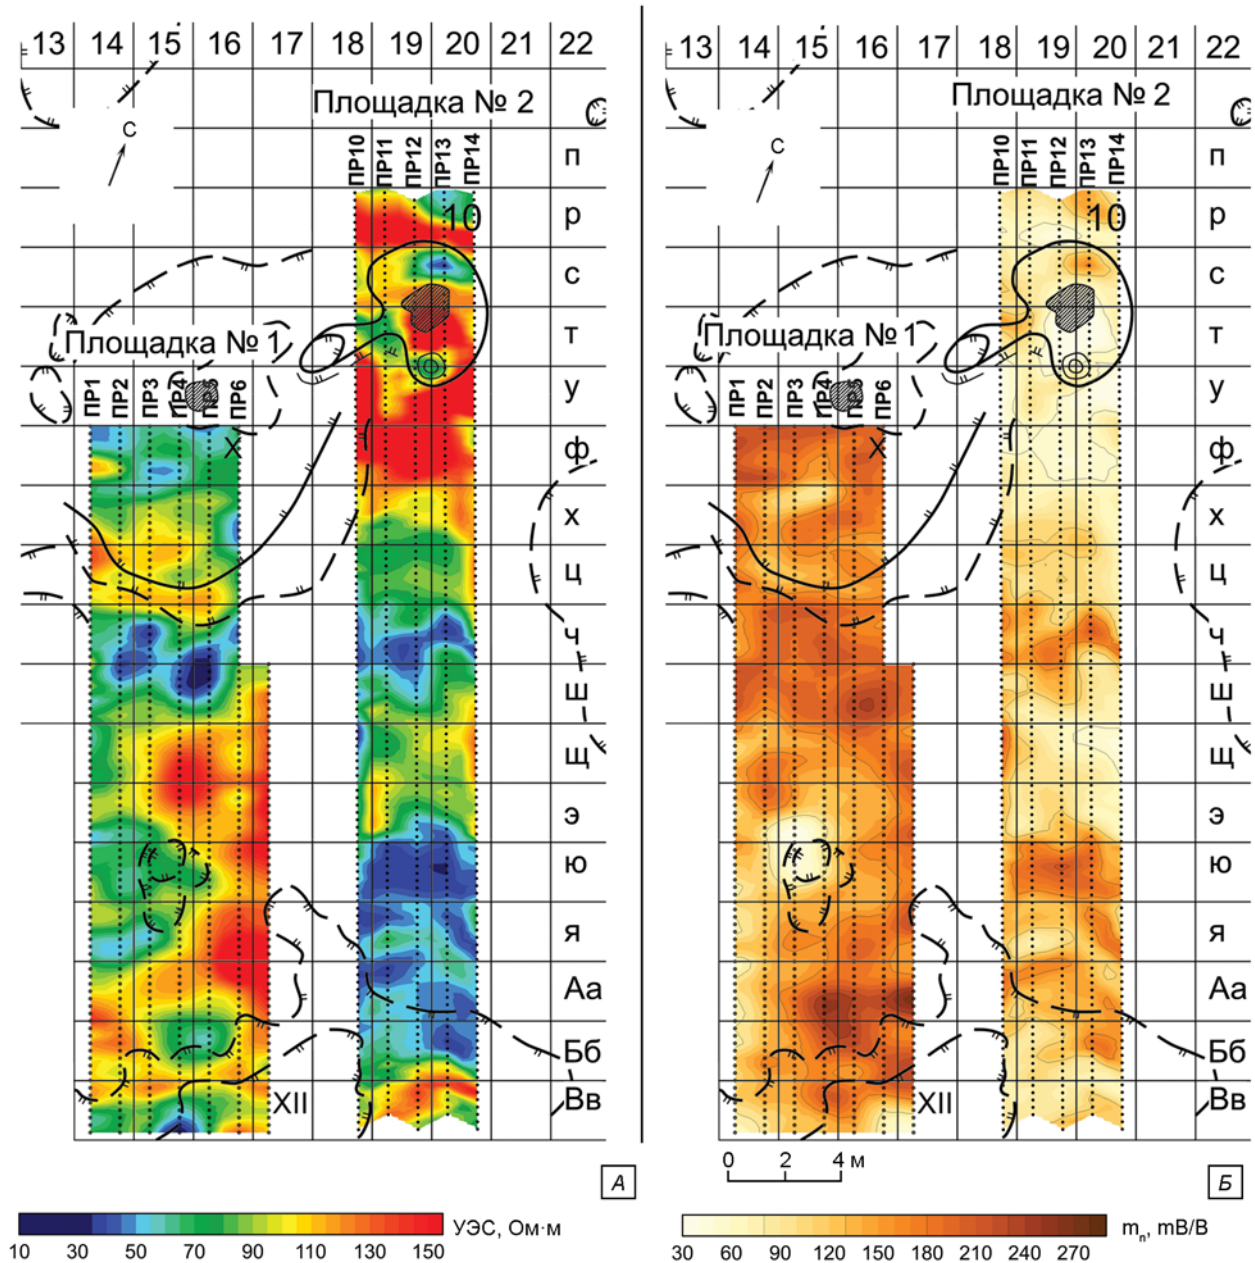 13 14 15 16 17 18 19 20 21 22
Площадка № 2
С
ПР10 ПР11 ПР12 ПР13 ПР14
П
10
Р
С
Площадка № 1
Т
ПР1 ПР2 ПР3 ПР4 ПР5 ПР6
У
X
Ф
Х
Ц
Ч
Ш
Щ
Э
Ю
Я
Аа
Бб
XII
Вв
А
10 30 50 70 90 110 130 150
УЭС, Ом·м
13 14 15 16 17 18 19 20 21 22
Площадка № 2
С
ПР10 ПР11 ПР12 ПР13 ПР14
П
10
Р
С
Площадка № 1
Т
ПР1 ПР2 ПР3 ПР4 ПР5 ПР6
У
X
Ф
Х
Ц
Ч
Ш
Щ
Э
Ю
Я
Аа
Бб
XII
Вв
0 2 4 м
Б
30 60 90 120 150 180 210 240 270
mп, мВ/В